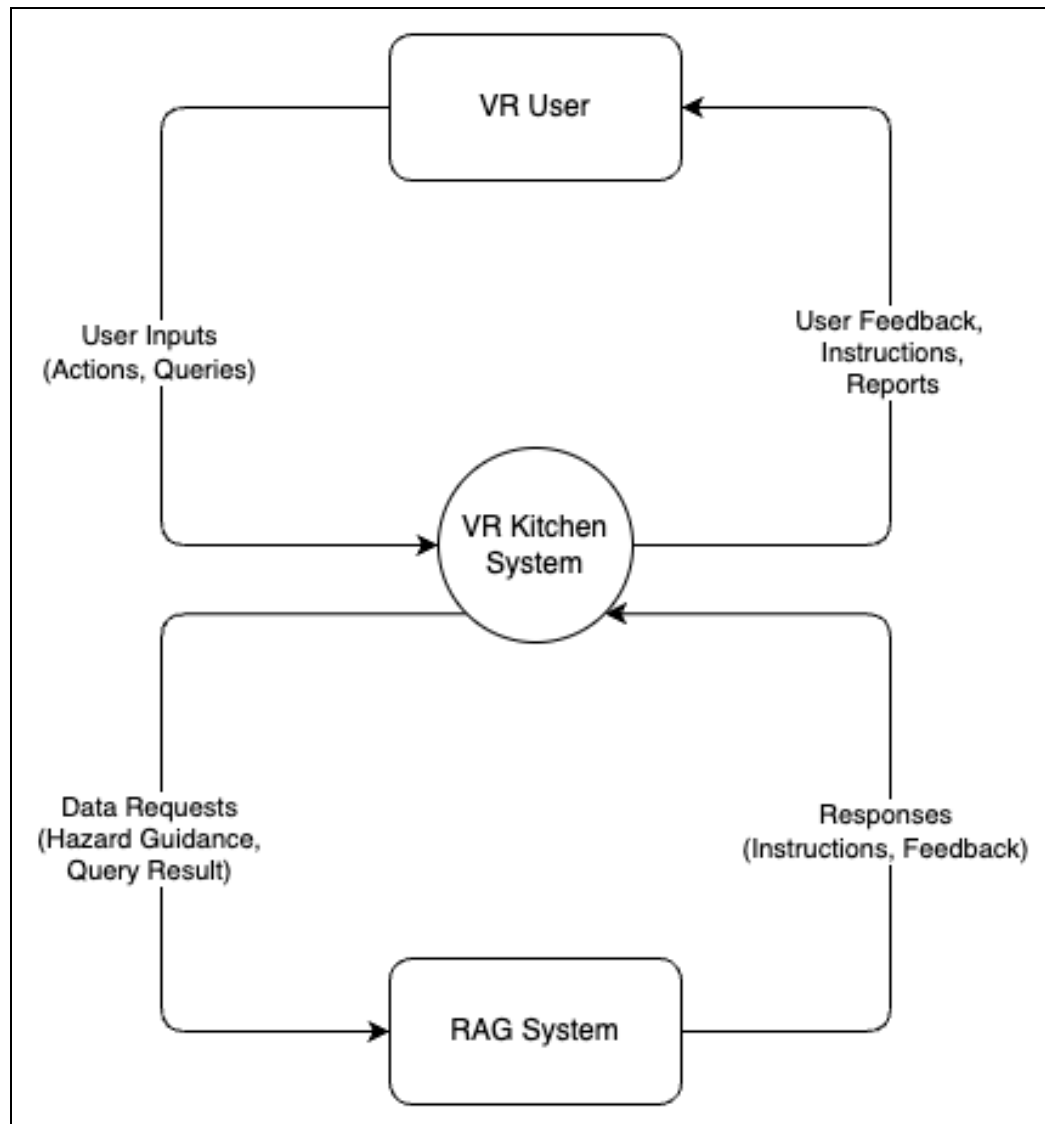 VR User
User Inputs
(Actions, Queries)
User Feedback,
Instructions,
Reports
VR Kitchen
System
Data Requests
(Hazard Guidance,
Query Result)
Responses
(Instructions, Feedback)
RAG System